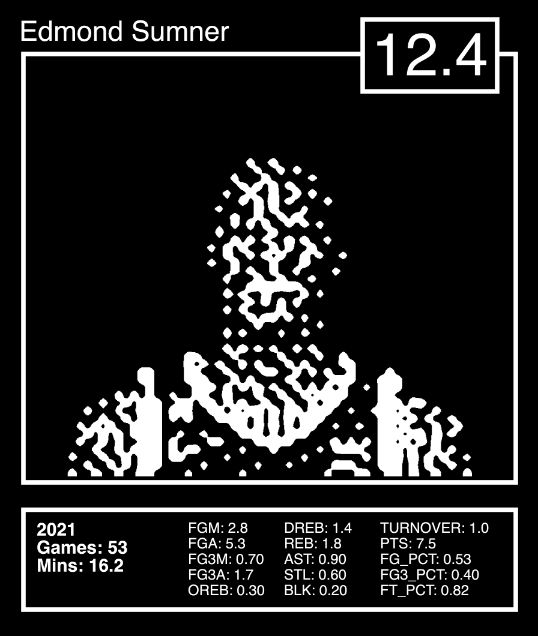 Edmond Sumner
12.4
2021
Games: 53
Mins: 16.2
FGM: 2.8
FGA: 5.3
FG3M: 0.70
FG3A: 1.7
OREB: 0.30
DREB: 1.4
REB: 1.8
AST: 0.90
STL: 0.60
BLK: 0.20
TURNOVER: 1.0
PTS: 7.5
FG_PCT: 0.53
FG3_PCT: 0.40
FT_PCT: 0.82